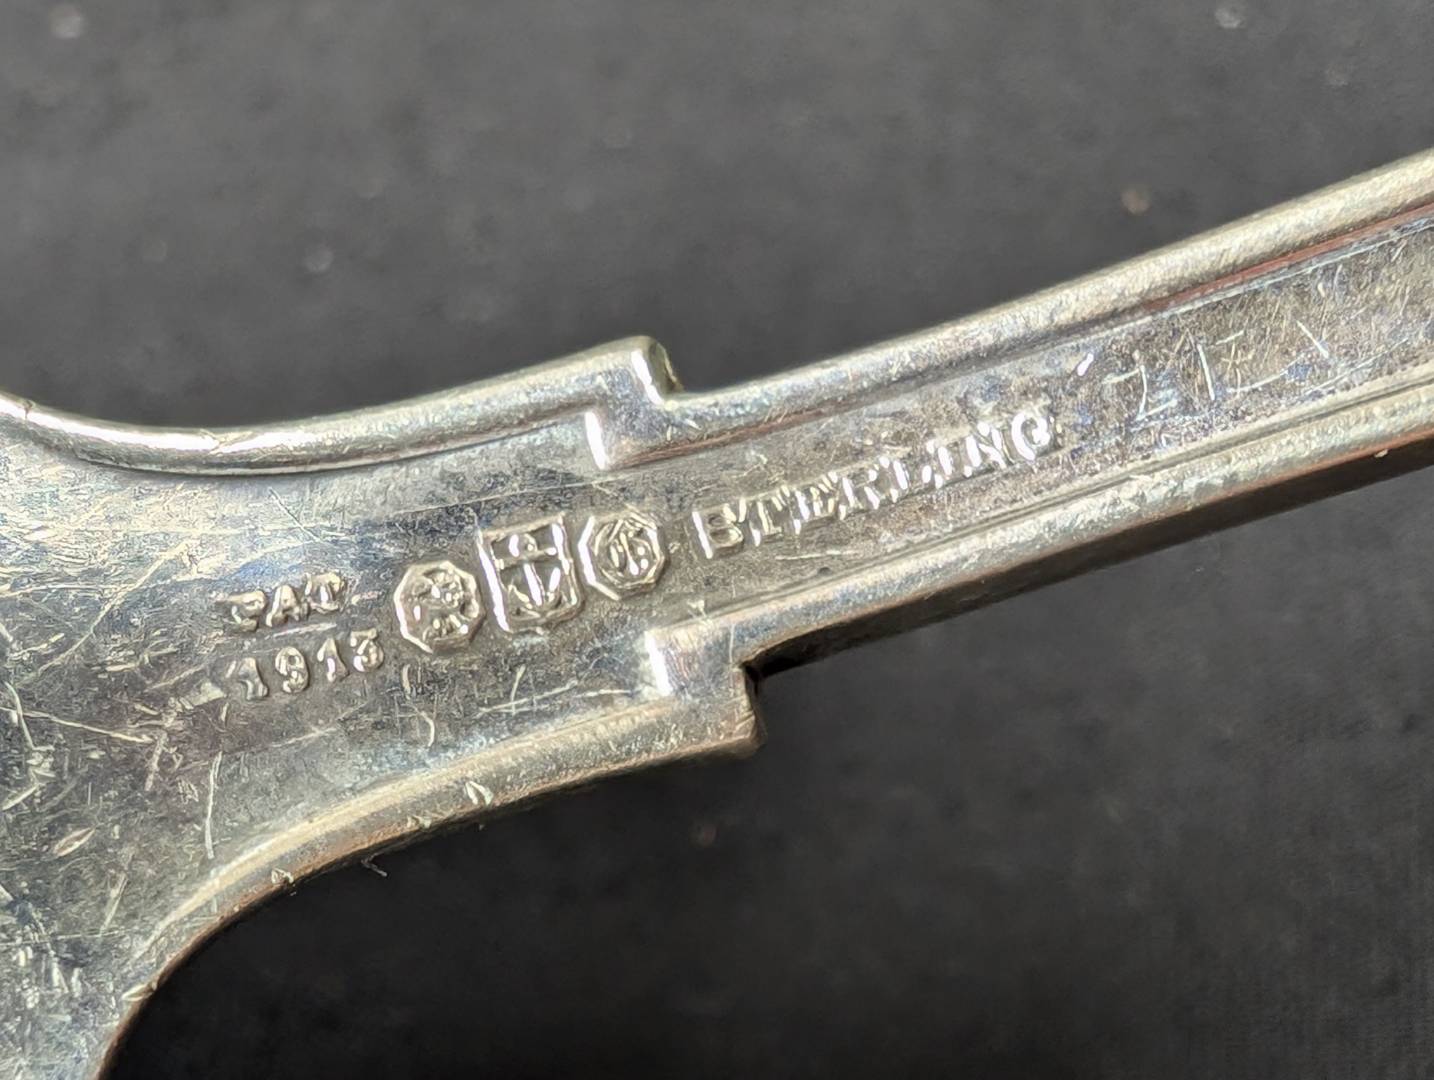 PAT.
1913
G STERLING